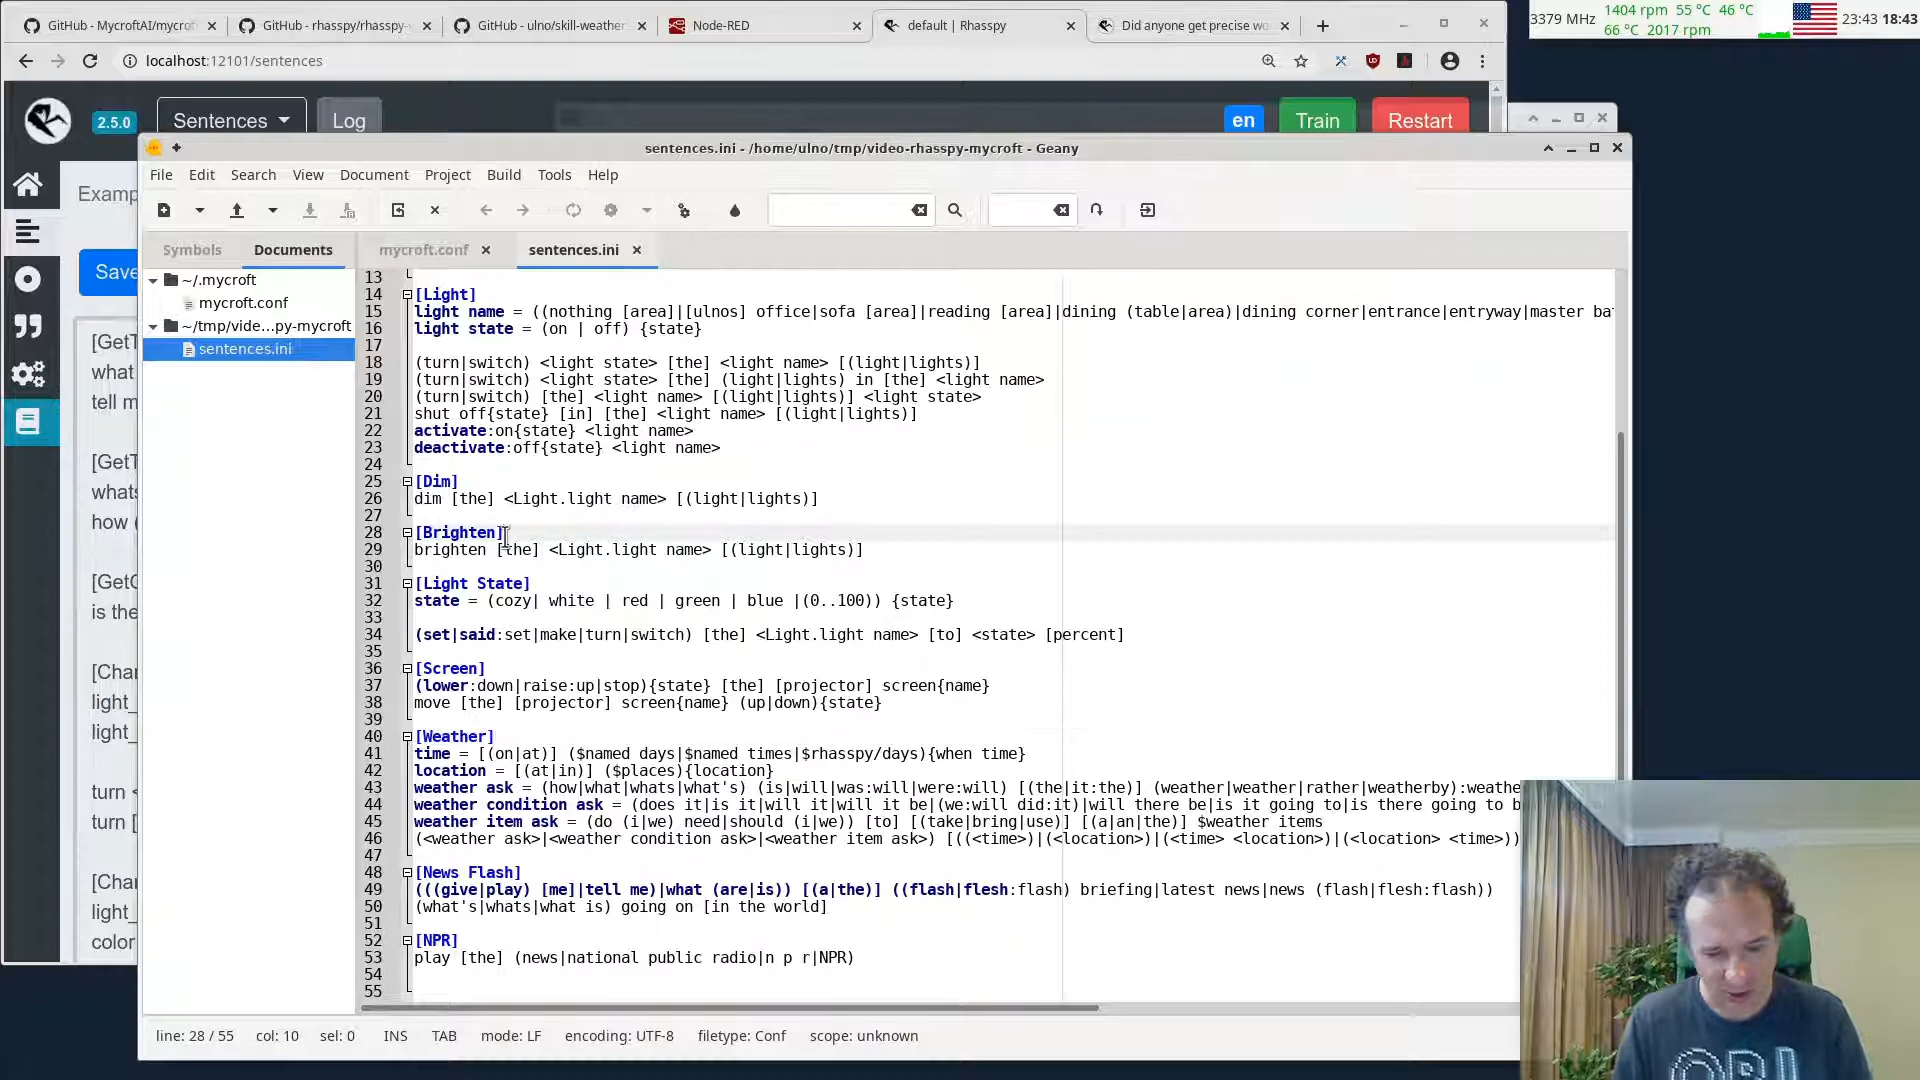 GitHub - MycroftAI/mycrof
GitHub - rhasspy/rhasspy-
GitHub - ulno/skill-weather
Node-RED
default | Rhasspy
Did anyone get precise wo
3379 MHz
1404 rpm 55 °C 46 °C
66 °C 2017 rpm
23:43 18:43
localhost:12101/sentences
2.5.0
Sentences
Log
en
Train
Restart
sentences.ini - /home/ulno/tmp/video-rhasspy-mycroft - Geany
File Edit Search View Document Project Build Tools Help
Examp
Save
[GetT
what
tell m
[GetT
whats
how (
[GetG
is the
[Char
light_
light_
turn <
turn [
[Char
light_
color
Symbols
Documents
mycroft.conf
sentences.ini
~/.mycroft
mycroft.conf
~/tmp/vide...py-mycroft
sentences.ini
13
14 [Light]
15 light name = ((nothing [area]|[ulnos] office|sofa [area]|reading [area]|dining (table|area)|dining corner|entrance|entryway|master ba
16 light state = (on | off) {state}
17
18 (turn|switch) <light state> [the] <light name> [(light|lights)]
19 (turn|switch) <light state> [the] (light|lights) in [the] <light name>
20 (turn|switch) [the] <light name> [(light|lights)] <light state>
21 shut off{state} [in] [the] <light name> [(light|lights)]
22 activate:on{state} <light name>
23 deactivate:off{state} <light name>
24
25 [Dim]
26 dim [the] <Light.light name> [(light|lights)]
27
28 [Brighten]
29 brighten [the] <Light.light name> [(light|lights)]
30
31 [Light State]
32 state = (cozy| white | red | green | blue |(0..100)) {state}
33
34 (set|said:set|make|turn|switch) [the] <Light.light name> [to] <state> [percent]
35
36 [Screen]
37 (lower:down|raise:up|stop){state} [the] [projector] screen{name}
38 move [the] [projector] screen{name} (up|down){state}
39
40 [Weather]
41 time = [(on|at)] ($named days|$named times|$rhasspy/days){when time}
42 location = [(at|in)] ($places){location}
43 weather ask = (how|what|whats|what's) (is|will|was:will|were:will) [(the|it:the)] (weather|weather|rather|weatherby):weathe
44 weather condition ask = (does it|is it|will it|will it be|(we:will did:it)|will there be|is it going to|is there going to b
45 weather item ask = (do (i|we) need|should (i|we)) [to] [(take|bring|use)] [(a|an|the)] $weather items
46 (<weather ask>|<weather condition ask>|<weather item ask>) [((<time>)|(<location>)|(<time> <location>)|(<location> <time>))
47
48 [News Flash]
49 (((give|play) [me]|tell me)|what (are|is)) [(a|the)] ((flash|flesh:flash) briefing|latest news|news (flash|flesh:flash))
50 (what's|whats|what is) going on [in the world]
51
52 [NPR]
53 play [the] (news|national public radio|n p r|NPR)
54
55
line: 28 / 55 col: 10 sel: 0 INS TAB mode: LF encoding: UTF-8 filetype: Conf scope: unknown